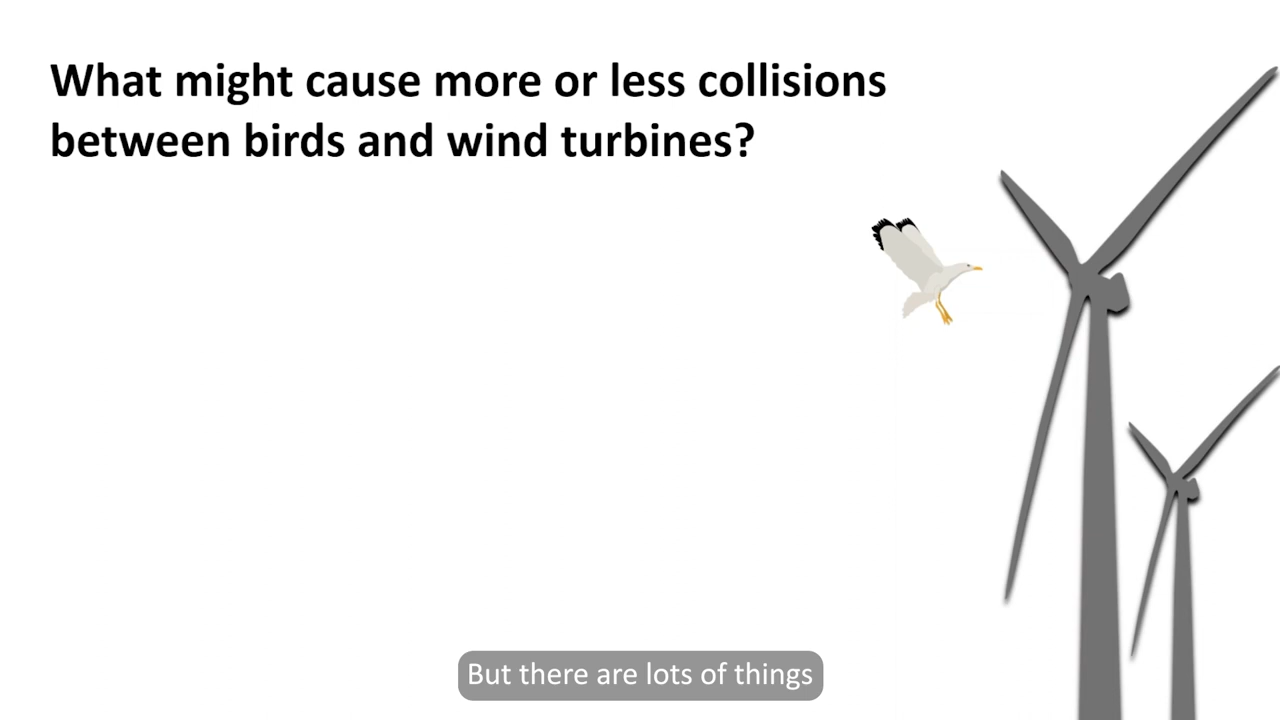 What might cause more or less collisions
between birds and wind turbines?
But there are lots of things